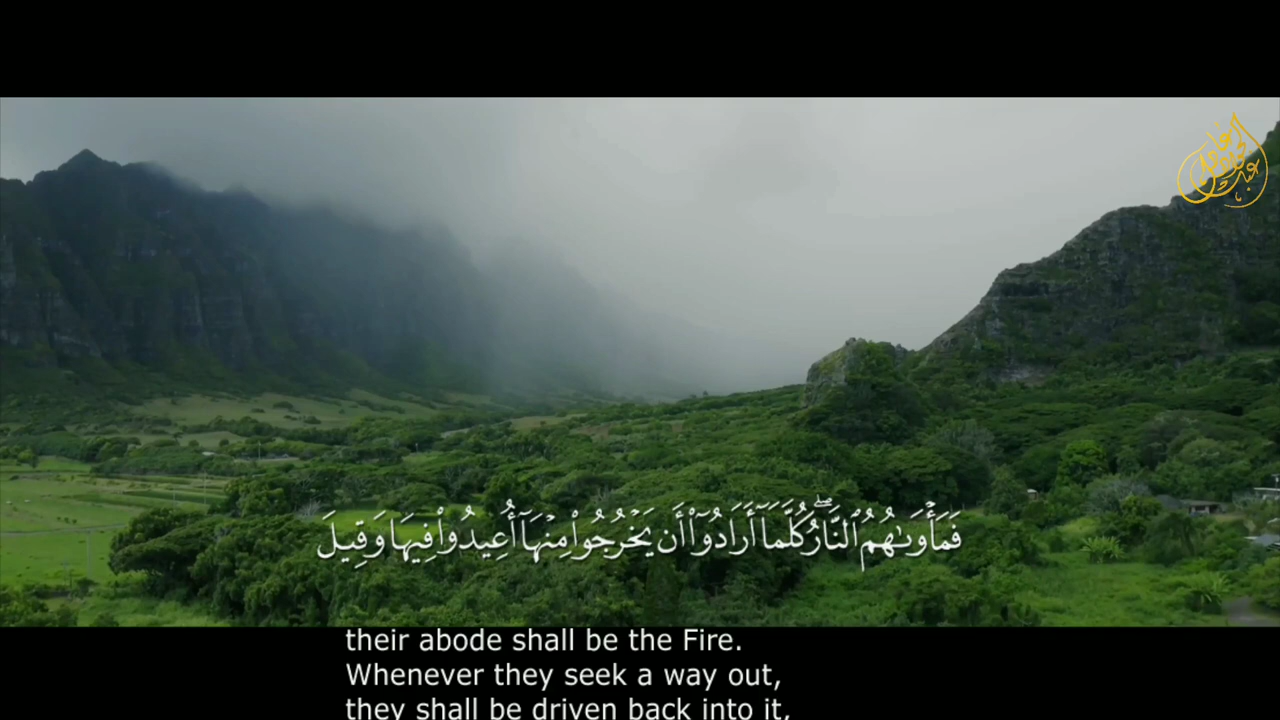 فَمَأْوَىٰهُمُ ٱلنَّارُ ۖ كُلَّمَآ أَرَادُوٓا۟ أَن يَخْرُجُوا۟ مِنْهَآ أُعِيدُوا۟ فِيهَا وَقِيلَ
their abode shall be the Fire.
Whenever they seek a way out,
they shall be driven back into it,